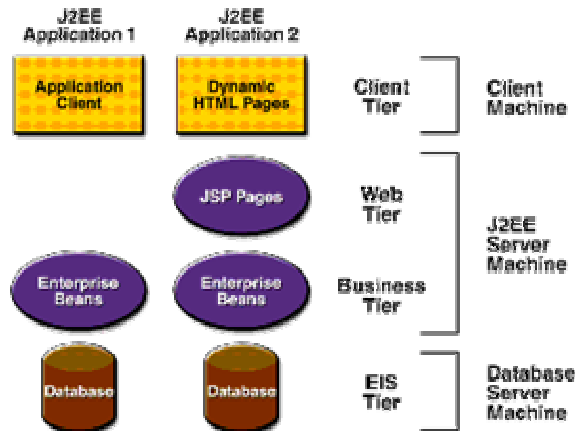 J2EE
Application 1
J2EE
Application 2
Application
Client
Dynamic
HTML Pages
Client
Tier
Client
Machine
JSP Pages
Web
Tier
J2EE
Server
Machine
Enterprise
Beans
Enterprise
Beans
Business
Tier
Database
Database
EIS
Tier
Database
Server
Machine